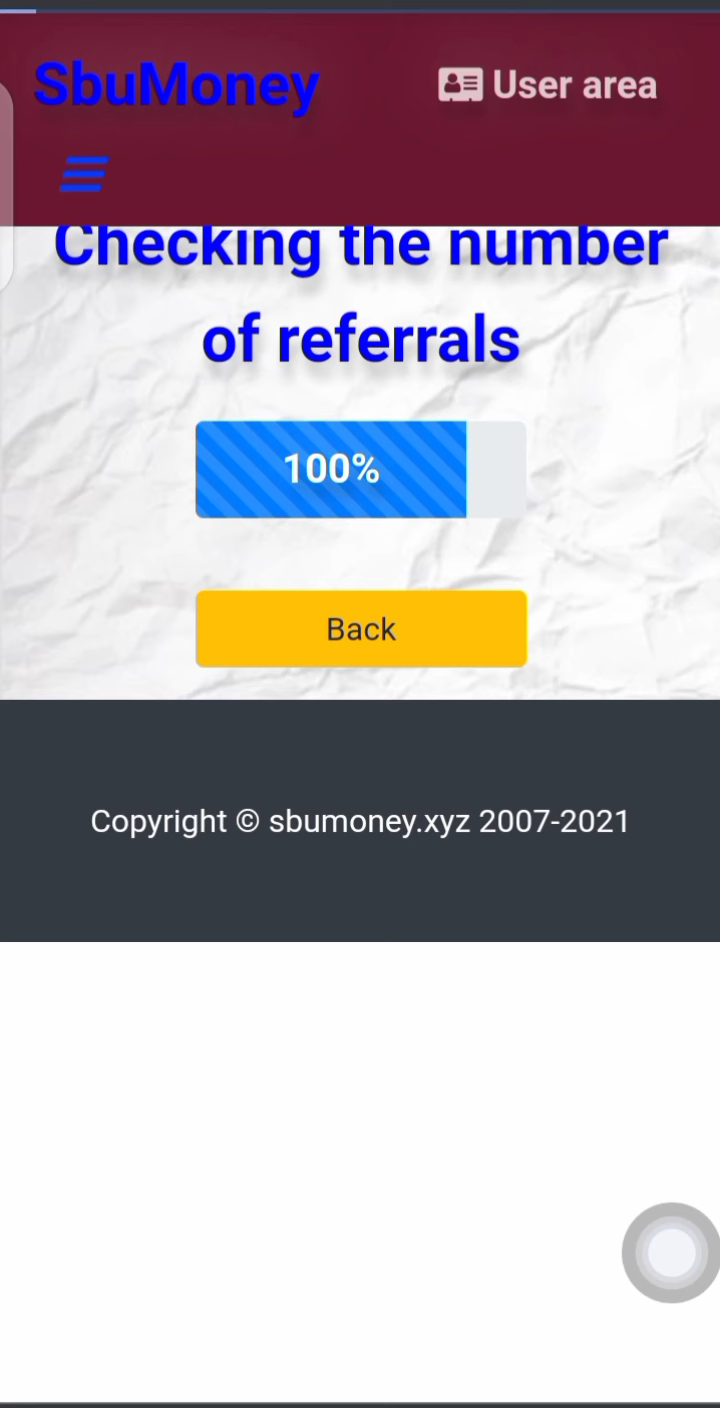 SbuMoney
User area
Checking the number
of referrals
100%
Back
Copyright © sbumoney.xyz 2007-2021